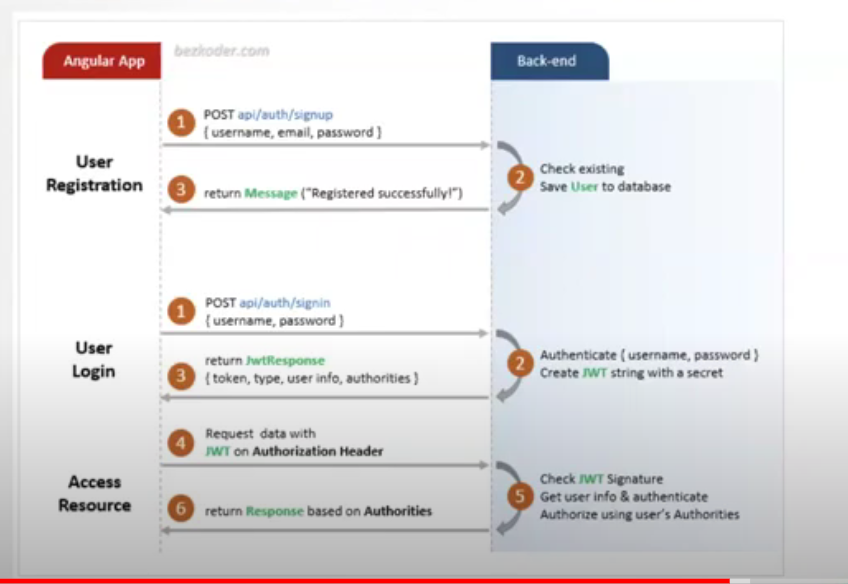 Angular App
bezkoder.com
Back-end
User
Registration
1
POST api/auth/signup
{ username, email, password }
2
Check existing
Save User to database
3
return Message ("Registered successfully!")
User
Login
1
POST api/auth/signin
{ username, password }
2
Authenticate { username, password }
Create JWT string with a secret
3
return JwtResponse
{ token, type, user info, authorities }
Access
Resource
4
Request data with
JWT on Authorization Header
5
Check JWT Signature
Get user info & authenticate
Authorize using user's Authorities
6
return Response based on Authorities